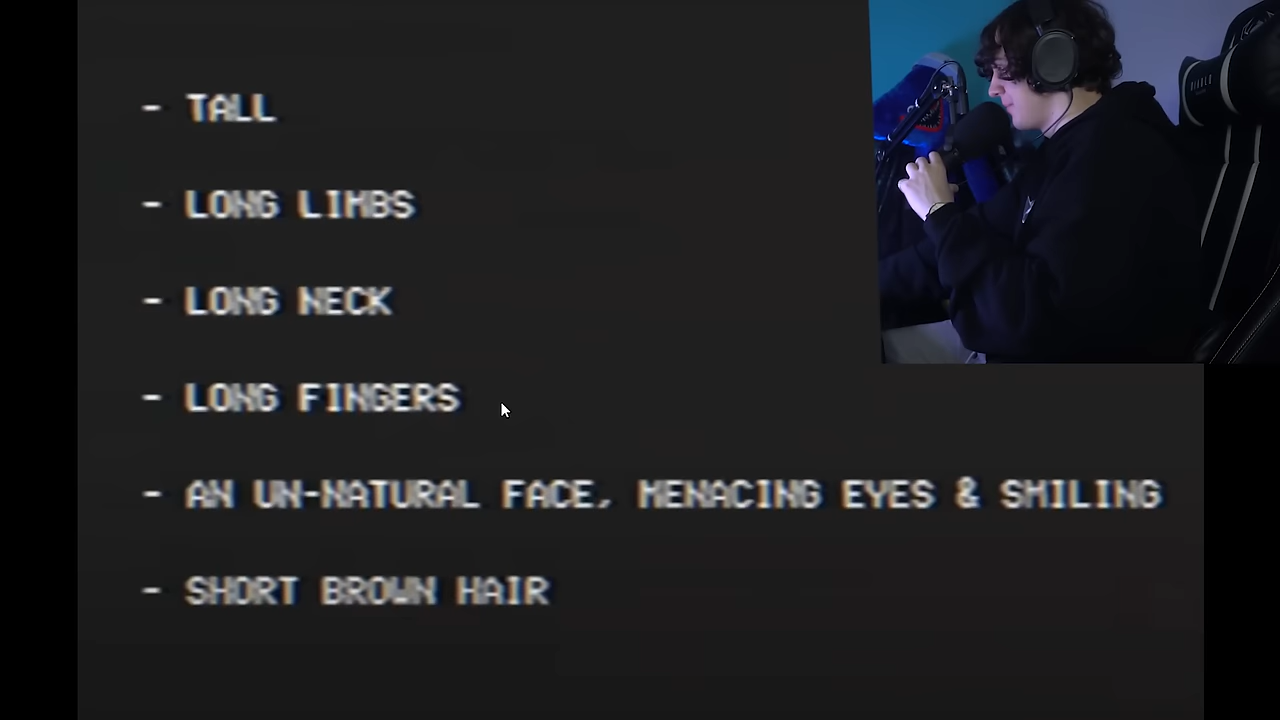 - TALL
- LONG LIMBS
- LONG NECK
- LONG FINGERS
- AN UN-NATURAL FACE, MENACING EYES & SMILING
- SHORT BROWN HAIR